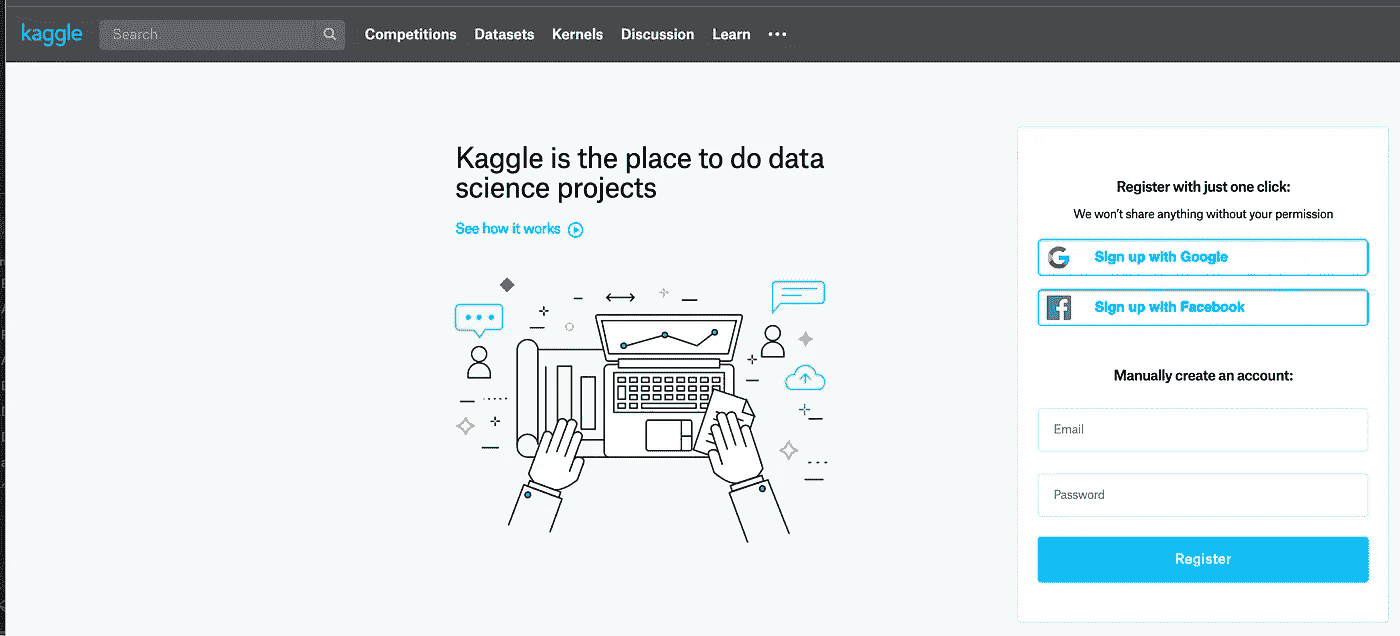 kaggle
Search
Competitions Datasets Kernels Discussion Learn •••
Kaggle is the place to do data
science projects
See how it works
Register with just one click:
We won't share anything without your permission
Sign up with Google
Sign up with Facebook
Manually create an account:
Email
Password
Register